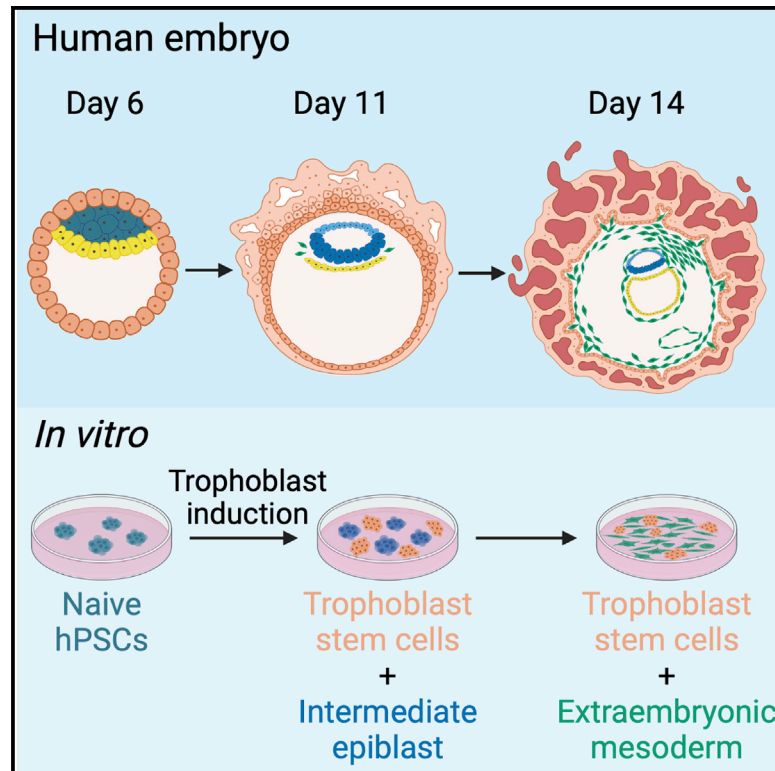 Human embryo
Day 6
Day 11
Day 14
In vitro
Trophoblast
induction
Naive
hPSCs
Trophoblast
stem cells
+
Intermediate
epiblast
Trophoblast
stem cells
+
Extraembryonic
mesoderm